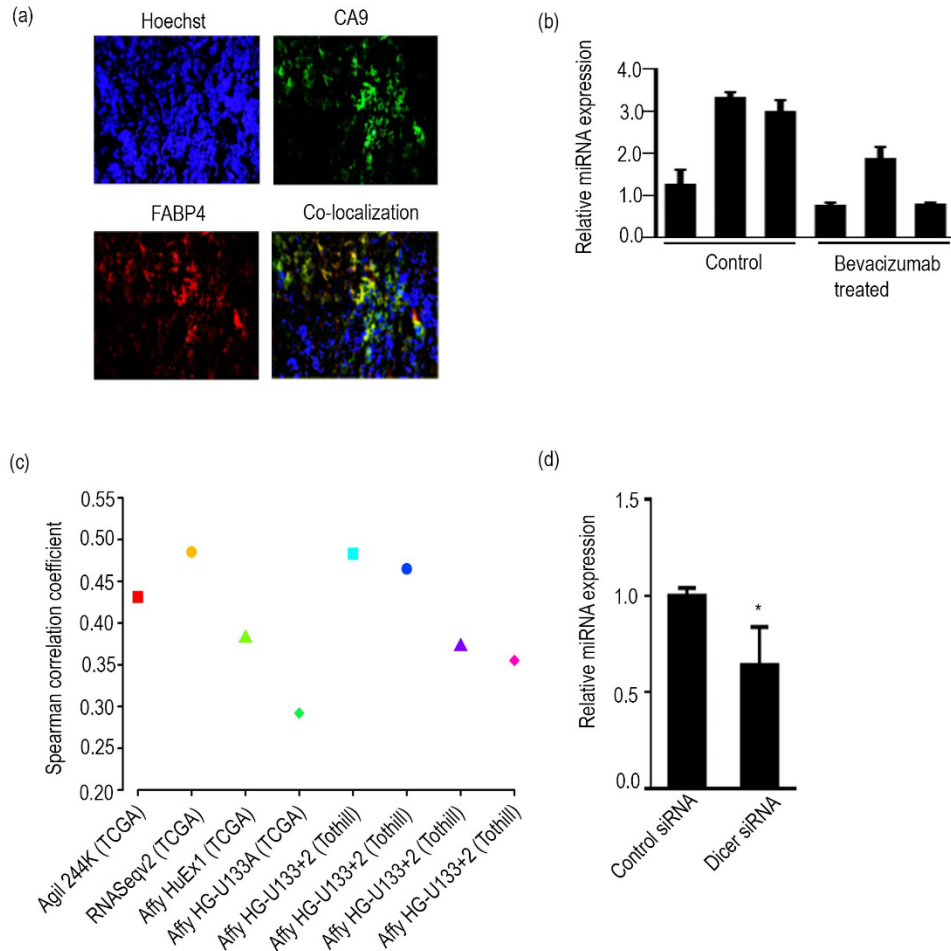 (a)
Hoechst
CA9
FABP4
Co-localization
(b)
Relative miRNA expression
4.0
3.0
2.0
1.0
0.0
Control
Bevacizumab
treated
(c)
Spearman correlation coefficient
0.55
0.50
0.45
0.40
0.35
0.30
0.25
0.20
Agil 244K (TCGA)
RNASeqv2 (TCGA)
Affy HuEx1 (TCGA)
Affy HG-U133A (TCGA)
Affy HG-U133+2 (Tothill)
Affy HG-U133+2 (Tothill)
Affy HG-U133+2 (Tothill)
Affy HG-U133+2 (Tothill)
(d)
Relative miRNA expression
1.5
1.0
0.5
0.0
*
Control siRNA
Dicer siRNA